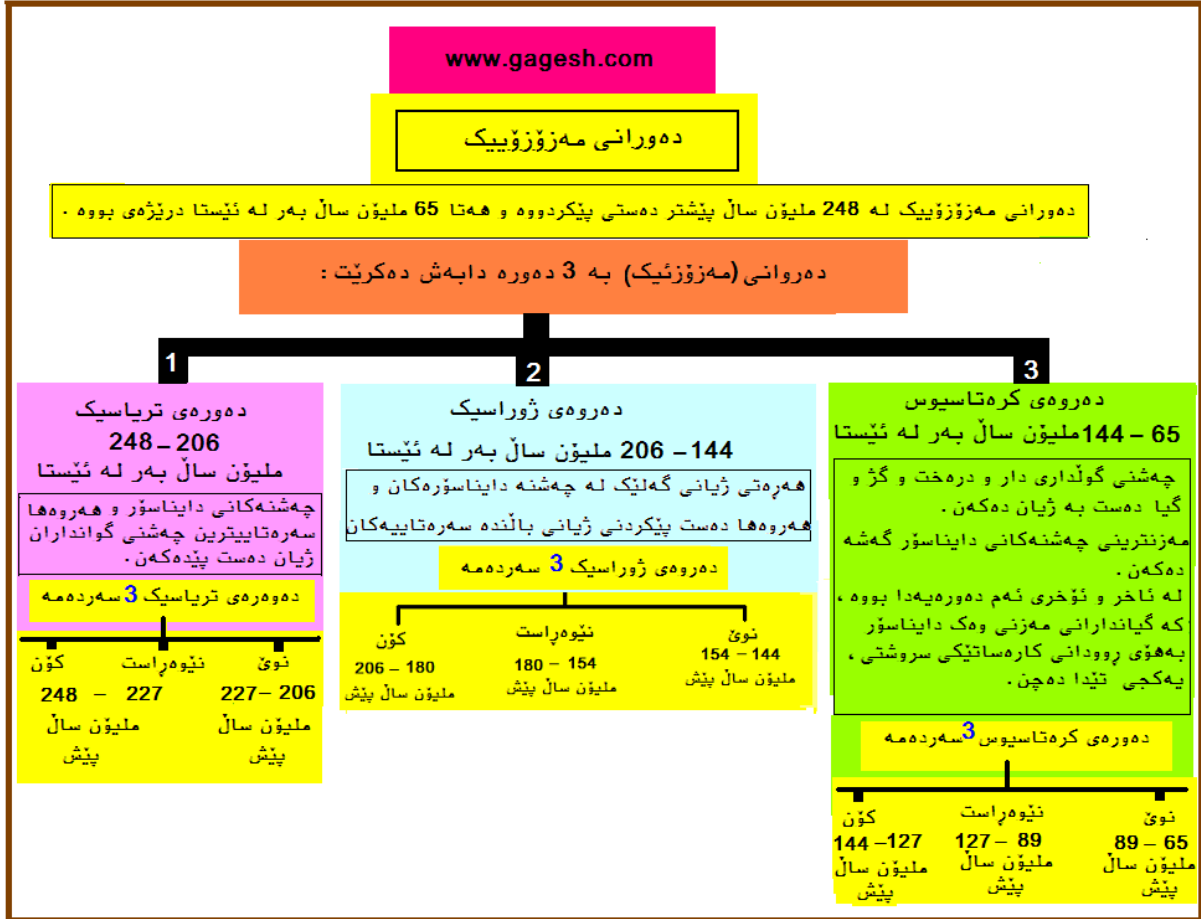 www.gagesh.com
دەورانی مەزۆزۆییک
دەورانی مەزۆزۆییک لە 248 ملیۆن ساڵ پێشتر دەستی پێکردووە و هەتا 65 ملیۆن ساڵ بەر لە ئێستا درێژەی بووە .
دەروانی (مەزۆزئیک) بە 3 دەورە دابەش دەکرێت :
1
دەورەی تریاسیک
248 – 206
ملیۆن ساڵ بەر لە ئێستا
چەشنەکانی دایناسۆر و هەروەها
سەرەتاییترین چەشنی گوانداران
ژیان دەست پێدەکەن .
دەوەرەی تریاسیک 3 سەردەمە
کۆن
نێوەڕاست
نوێ
248 – 227
227 – 206
ملیۆن ساڵ
پێش
ملیۆن ساڵ
پێش
2
دەروەی ژوراسیک
206 – 144 ملیۆن ساڵ بەر لە ئێستا
هەرەتی ژیانی گەلێک لە چەشنە دایناسۆرەکان و
هەروەها دەست پێکردنی ژیانی باڵندە سەرەتاییەکان
دەروەی ژوراسیک 3 سەردەمە
کۆن
206 – 180
ملیۆن ساڵ پێش
نێوەڕاست
180 – 154
ملیۆن ساڵ پێش
نوێ
154 – 144
ملیۆن ساڵ پێش
3
دەروەی کرەتاسیوس
144 – 65 ملیۆن ساڵ بەر لە ئێستا
چەشنی گوڵداری دار و درەخت و گژ و
گیا دەست بە ژیان دەکەن .
مەزنترینی چەشنەکانی دایناسۆر گەشە
دەکەن .
لە ئاخر و ئۆخری ئەم دەورەیەدا بووە ،
کە گیاندارانی مەزنی وەک دایناسۆر
بەهۆی ڕوودانی کارەساتێکی سروشتی ،
یەکجی تێدا دەچن .
دەورەی کرەتاسیوس 3 سەردەمە
کۆن
144 – 127
ملیۆن ساڵ
پێش
نێوەڕاست
127 – 89
ملیۆن ساڵ
پێش
نوێ
89 – 65
ملیۆن ساڵ
پێش